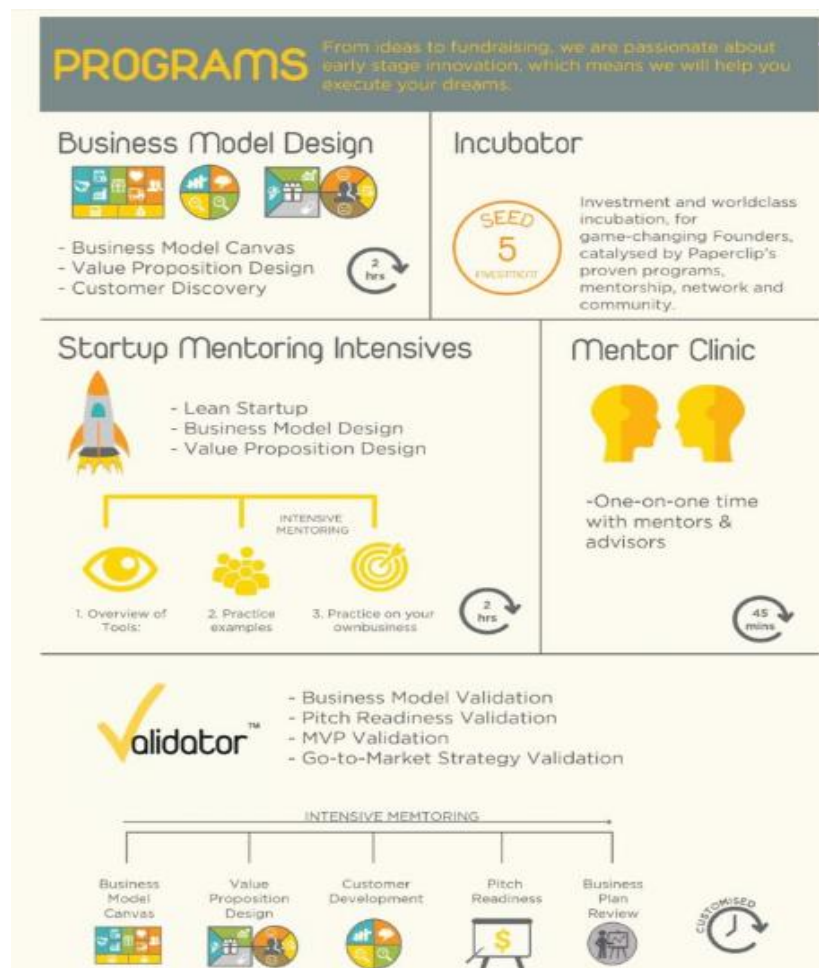 PROGRAMS
From ideas to fundraising, we are passionate about
early stage innovation, which means we will help you
execute your dreams.
Business Model Design
- Business Model Canvas
- Value Proposition Design
- Customer Discovery
2
hrs
Incubator
SEED
5
INVESTMENT
Investment and worldclass
incubation, for
game-changing Founders,
catalysed by Paperclip's
proven programs,
mentorship, network and
community.
Startup Mentoring Intensives
- Lean Startup
- Business Model Design
- Value Proposition Design
INTENSIVE
MENTORING
1. Overview of
Tools:
2. Practice
examples
3. Practice on your
ownbusiness
2
hrs
Mentor Clinic
-One-on-one time
with mentors &
advisors
45
mins
Validator™
- Business Model Validation
- Pitch Readiness Validation
- MVP Validation
- Go-to-Market Strategy Validation
INTENSIVE MEMTORING
Business
Model
Canvas
Value
Proposition
Design
Customer
Development
Pitch
Readiness
$
Business
Plan
Review
CUSTOMISED